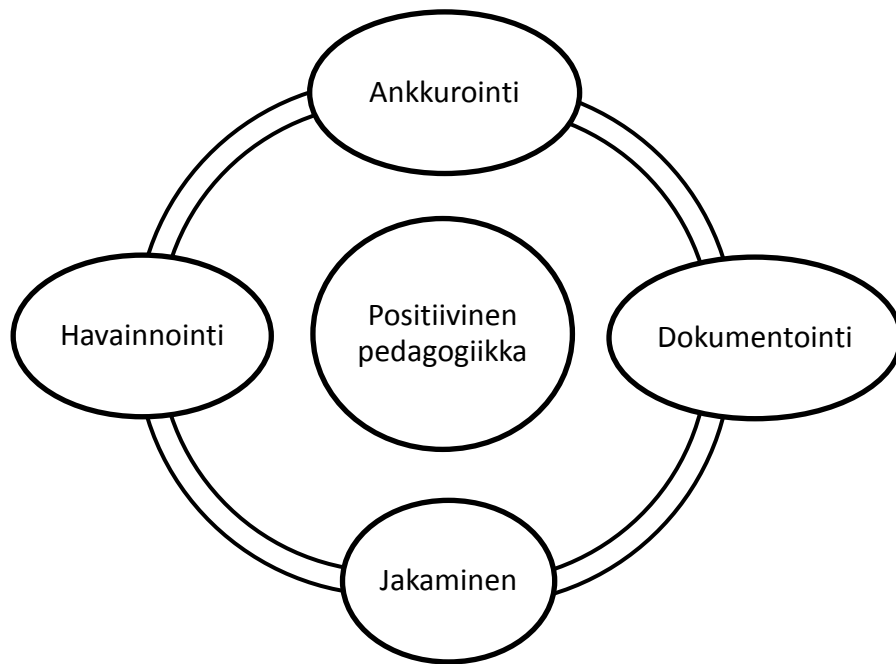 Ankkurointi
Havainnointi
Positiivinen
pedagogiikka
Dokumentointi
Jakaminen